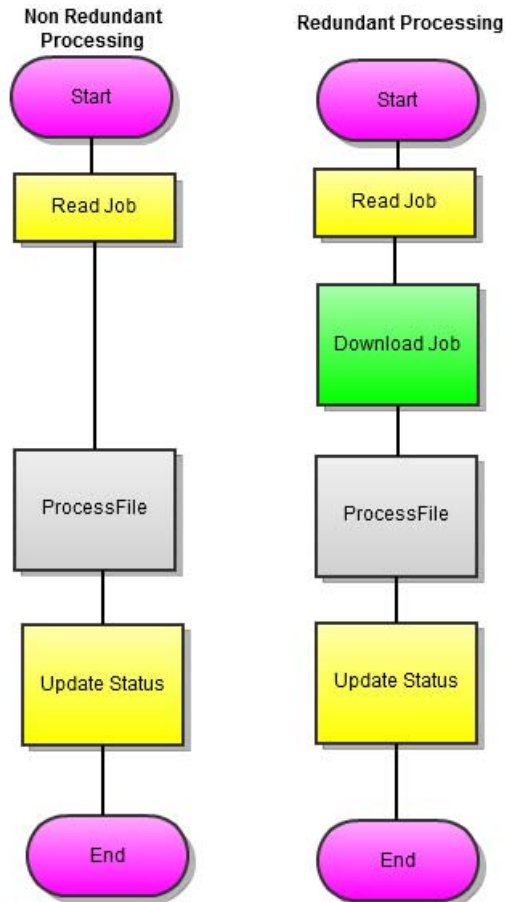 Non Redundant
Processing
Start
Read Job
ProcessFile
Update Status
End
Redundant Processing
Start
Read Job
Download Job
ProcessFile
Update Status
End